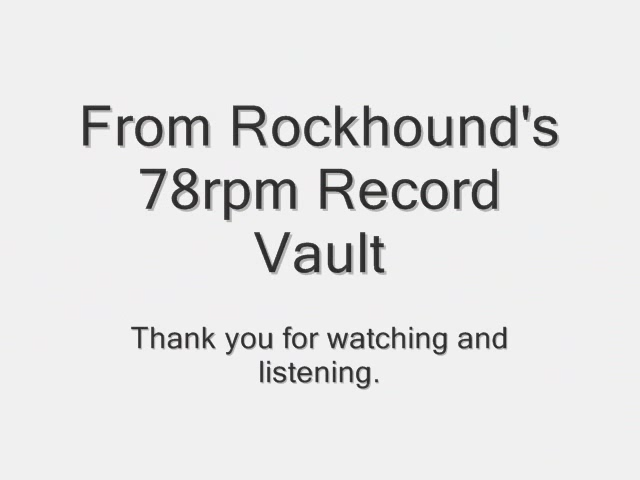 From Rockhound's
78rpm Record
Vault
Thank you for watching and
listening.